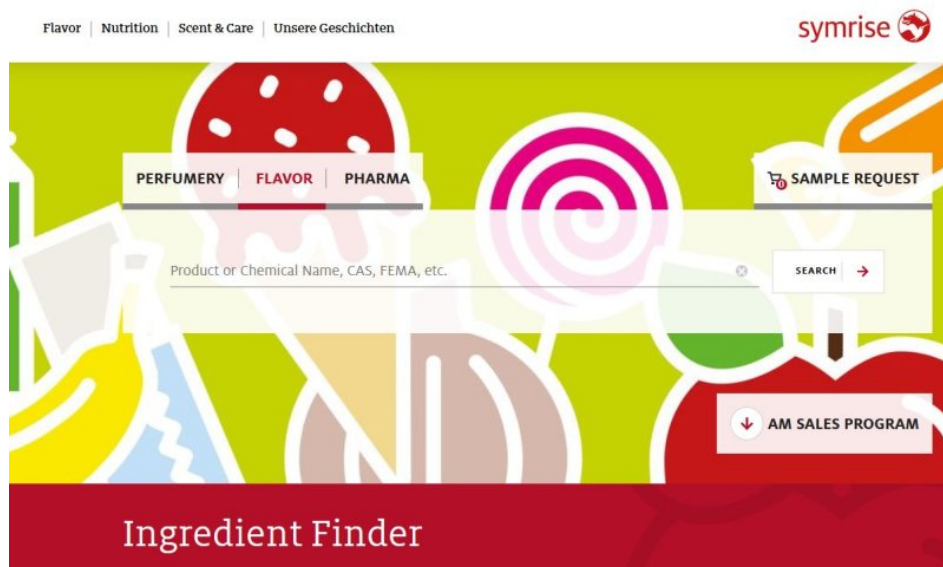 Flavor | Nutrition | Scent & Care | Unsere Geschichten
symrise
PERFUMERY | FLAVOR | PHARMA
0 SAMPLE REQUEST
Product or Chemical Name, CAS, FEMA, etc.
SEARCH
AM SALES PROGRAM
Ingredient Finder